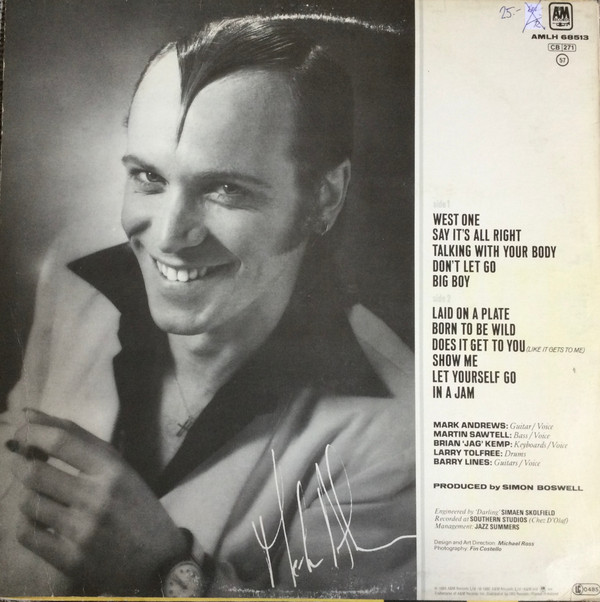 25.-
A&M
AMLH 68513
CB 271
57
WEST ONE
SAY IT'S ALL RIGHT
TALKING WITH YOUR BODY
DON'T LET GO
BIG BOY
LAID ON A PLATE
BORN TO BE WILD
DOES IT GET TO YOU (LIKE IT GETS TO ME)
SHOW ME
LET YOURSELF GO
IN A JAM
MARK ANDREWS: Guitar/Voice
MARTIN SAWTELL: Bass/Voice
BRIAN 'JAG' KEMP: Keyboards/Voice
LARRY TOLFREE: Drums
BARRY LINES: Guitars/Voice
PRODUCED by SIMON BOSWELL
Engineered by 'Darling' SIMAEN SKOLFIELD
Recorded at SOUTHERN STUDIOS (Chez D'Olaf)
Management: JAZZ SUMMERS
Design and Art Direction: Michael Ross
Photography: Fin Costello
LC 0485